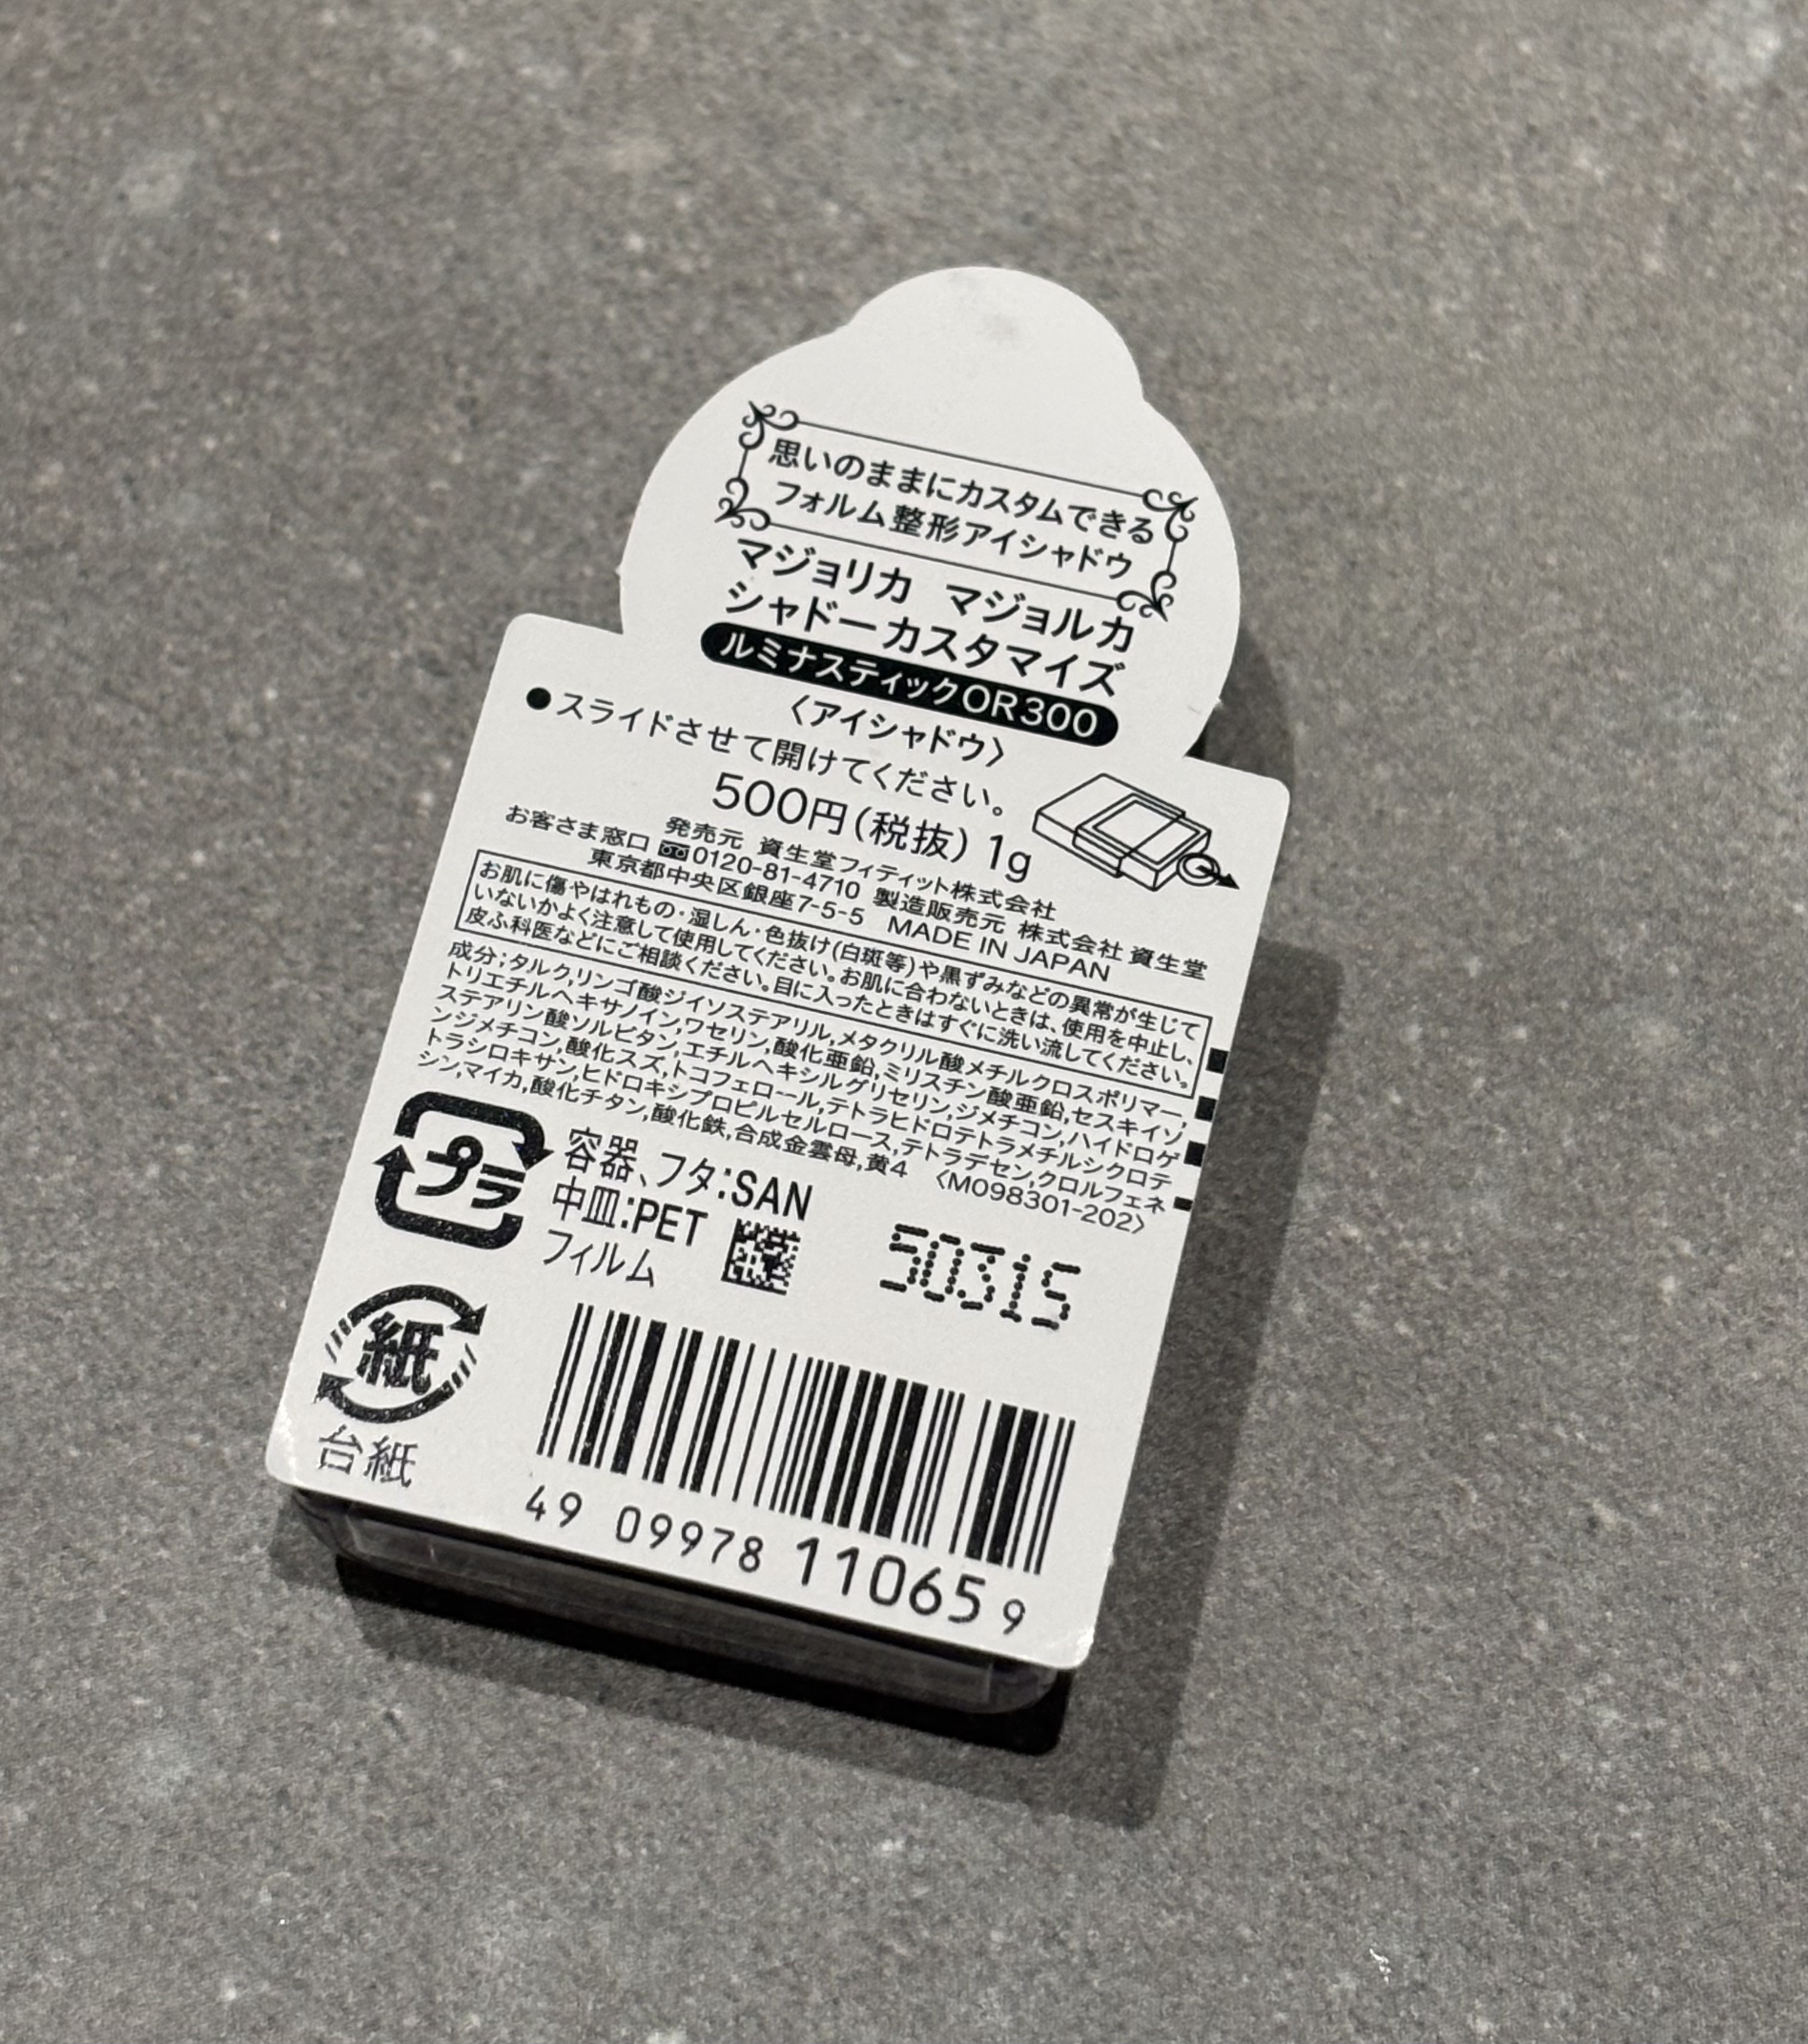 思いのままにカスタムできる
フォルム整形アイシャドウ
マジョリカ マジョルカ
シャドーカスタマイズ
ルミナスティックOR300
〈アイシャドウ〉
●スライドさせて開けてください。
500円(税抜) 1g
発売元 資生堂フィティット株式会社
お客さま窓口 0120-81-4710 製造販売元 株式会社 資生堂
東京都中央区銀座7-5-5 MADE IN JAPAN
お肌に傷やはれもの・湿しん・色抜け(白斑等)や黒ずみなどの異常が生じて
いないかよく注意して使用してください。お肌に合わないときは、使用を中止し、
皮ふ科医などにご相談ください。目に入ったときはすぐに洗い流してください。
成分;タルク,リンゴ酸ジイソステアリル,メタクリル酸メチルクロスポリマー,
トリエチルヘキサノイン,ワセリン,酸化亜鉛,ミリスチン酸亜鉛,セスキイソ
ステアリン酸ソルビタン,エチルヘキシルグリセリン,ジメチコン,ハイドロゲ
ンジメチコン,酸化スズ,トコフェロール,テトラヒドロテトラメチルシクロテ
トラシロキサン,ヒドロキシプロピルセルロース,テトラデセン,クロルフェネ
シン,マイカ,酸化チタン,酸化鉄,合成金雲母,黄4 〈M098301-202〉
プラ
容器、フタ:SAN
中皿:PET
フィルム
50315
紙
台紙
49 09978 11065 9